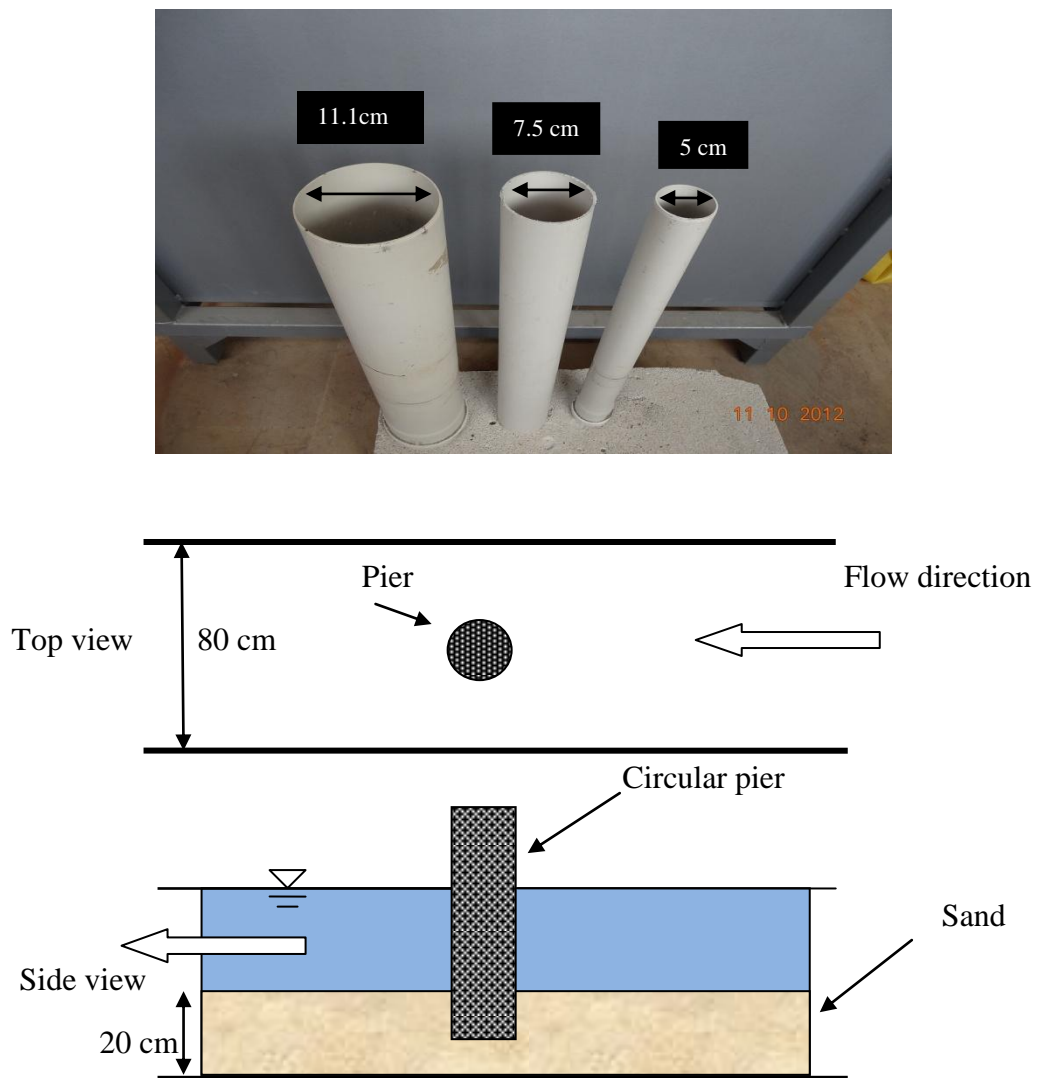 11.1cm
7.5 cm
5 cm
11 10 2012
Pier
Flow direction
Top view
80 cm
Circular pier
Sand
Side view
20 cm